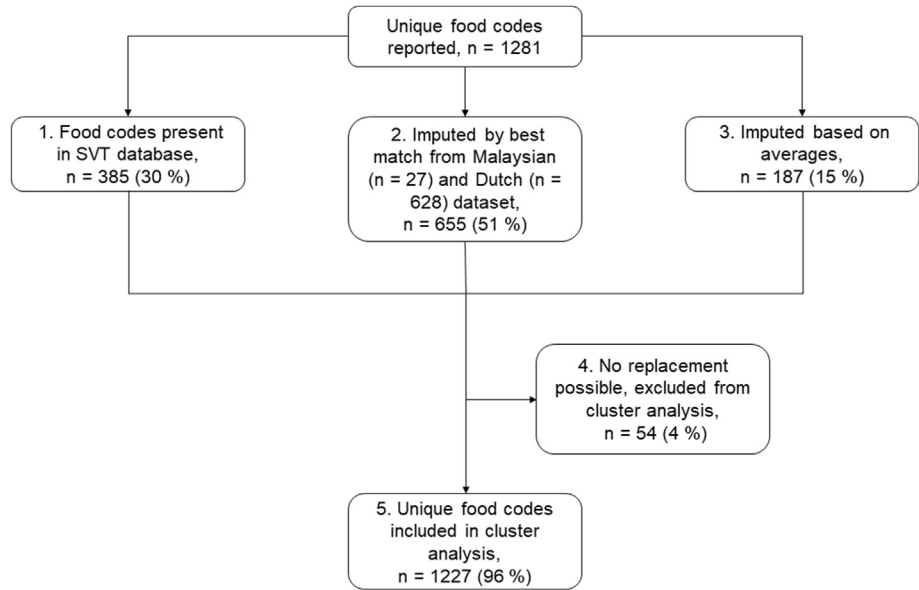 Unique food codes
reported, n = 1281
1. Food codes present
in SVT database,
n = 385 (30 %)
2. Imputed by best
match from Malaysian
(n = 27) and Dutch (n =
628) dataset,
n = 655 (51 %)
3. Imputed based on
averages,
n = 187 (15 %)
4. No replacement
possible, excluded from
cluster analysis,
n = 54 (4 %)
5. Unique food codes
included in cluster
analysis,
n = 1227 (96 %)